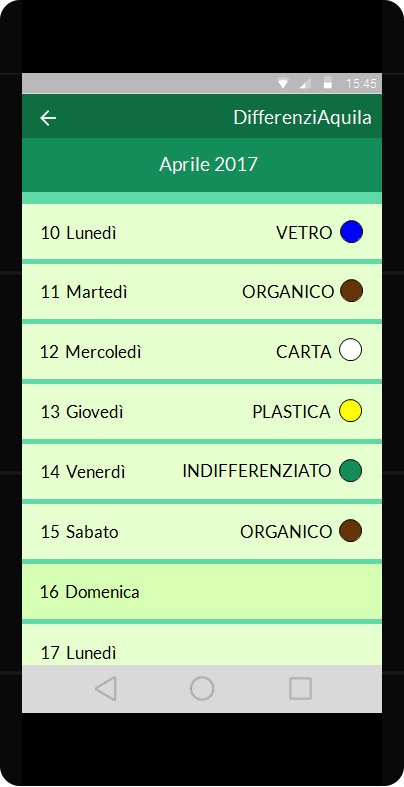 15:45
DifferenziAquila
Aprile 2017
10 Lunedì VETRO
11 Martedì ORGANICO
12 Mercoledì CARTA
13 Giovedì PLASTICA
14 Venerdì INDIFFERENZIATO
15 Sabato ORGANICO
16 Domenica
17 Lunedì